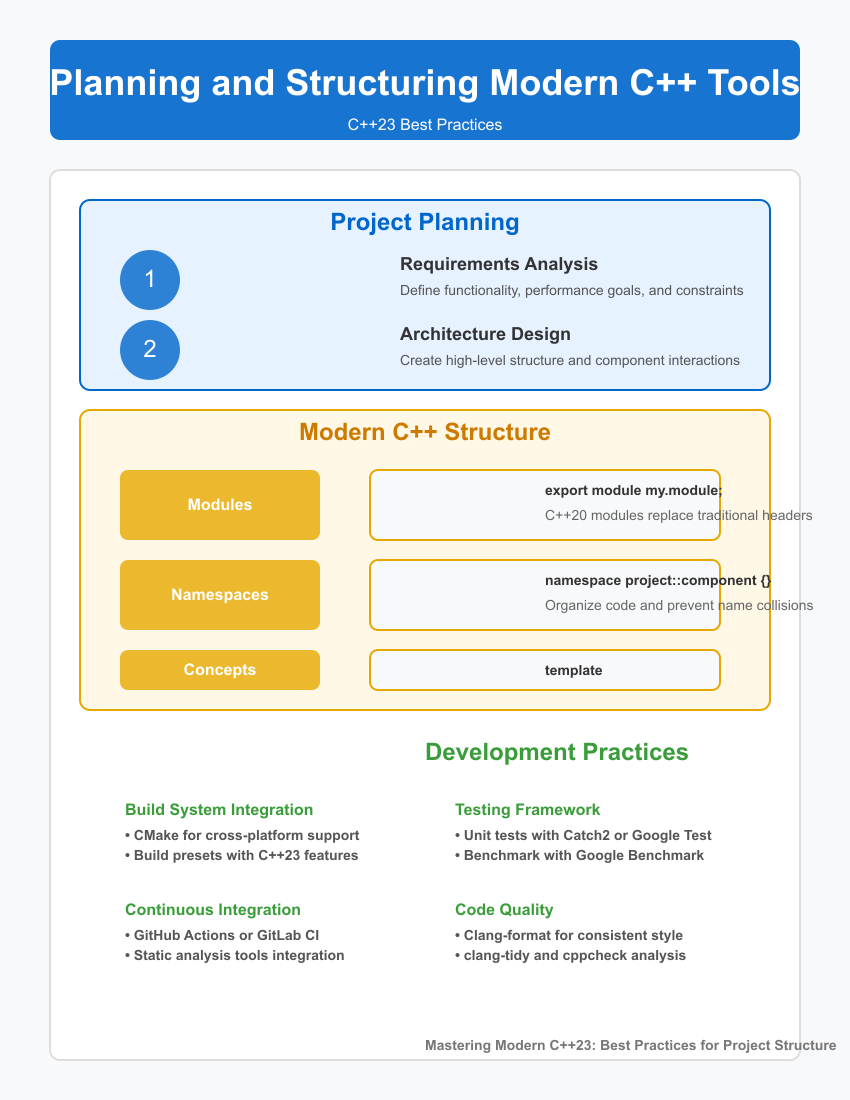 Planning and Structuring Modern C++ Tools
C++23 Best Practices
Project Planning
1
Requirements Analysis
Define functionality, performance goals, and constraints
2
Architecture Design
Create high-level structure and component interactions
Modern C++ Structure
Modules
export module my.module;
C++20 modules replace traditional headers
Namespaces
namespace project::component {}
Organize code and prevent name collisions
Concepts
template
Development Practices
Build System Integration
• CMake for cross-platform support
• Build presets with C++23 features
Testing Framework
• Unit tests with Catch2 or Google Test
• Benchmark with Google Benchmark
Continuous Integration
• GitHub Actions or GitLab CI
• Static analysis tools integration
Code Quality
• Clang-format for consistent style
• clang-tidy and cppcheck analysis
Mastering Modern C++23: Best Practices for Project Structure